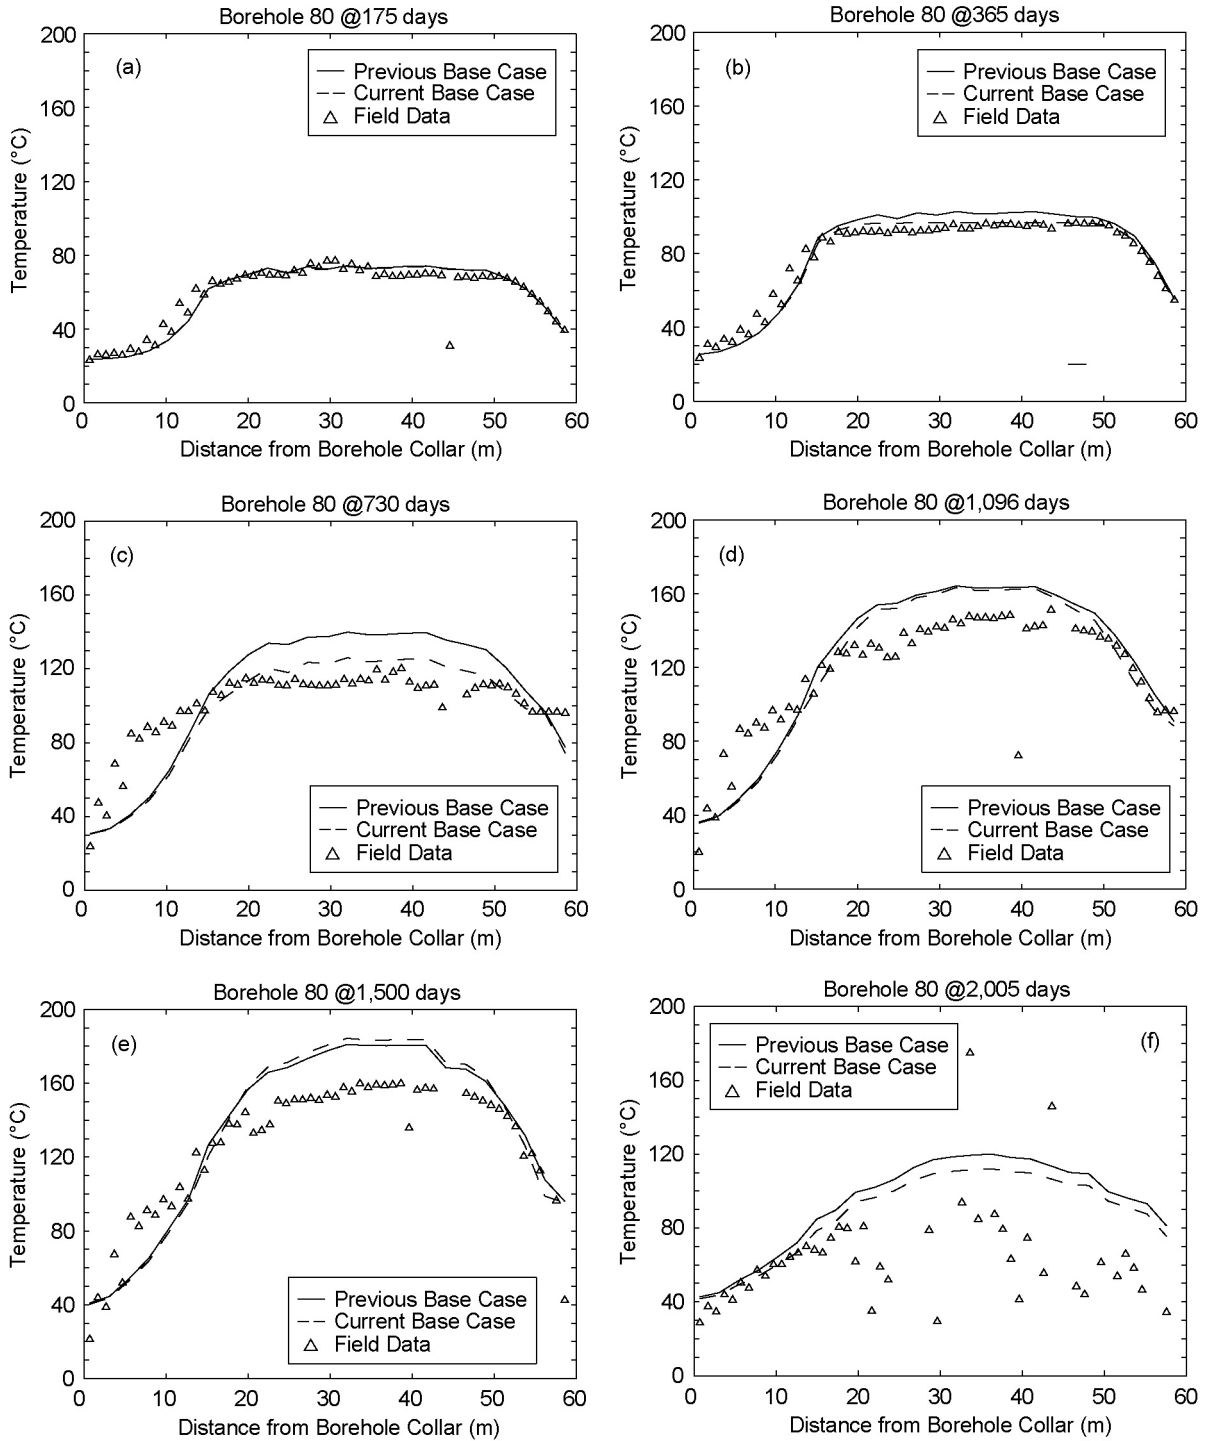 Borehole 80 @175 days
(a)
Previous Base Case
Current Base Case
Field Data
200
160
120
80
40
0
Temperature (°C)
0 10 20 30 40 50 60
Distance from Borehole Collar (m)
Borehole 80 @365 days
(b)
Previous Base Case
Current Base Case
Field Data
200
160
120
80
40
0
Temperature (°C)
0 10 20 30 40 50 60
Distance from Borehole Collar (m)
Borehole 80 @730 days
(c)
200
160
120
80
40
0
Temperature (°C)
Previous Base Case
Current Base Case
Field Data
0 10 20 30 40 50 60
Distance from Borehole Collar (m)
Borehole 80 @1,096 days
(d)
200
160
120
80
40
0
Temperature (°C)
Previous Base Case
Current Base Case
Field Data
0 10 20 30 40 50 60
Distance from Borehole Collar (m)
Borehole 80 @1,500 days
(e)
200
160
120
80
40
0
Temperature (°C)
Previous Base Case
Current Base Case
Field Data
0 10 20 30 40 50 60
Distance from Borehole Collar (m)
Borehole 80 @2,005 days
Previous Base Case
Current Base Case
Field Data
(f)
200
160
120
80
40
0
Temperature (°C)
0 10 20 30 40 50 60
Distance from Borehole Collar (m)